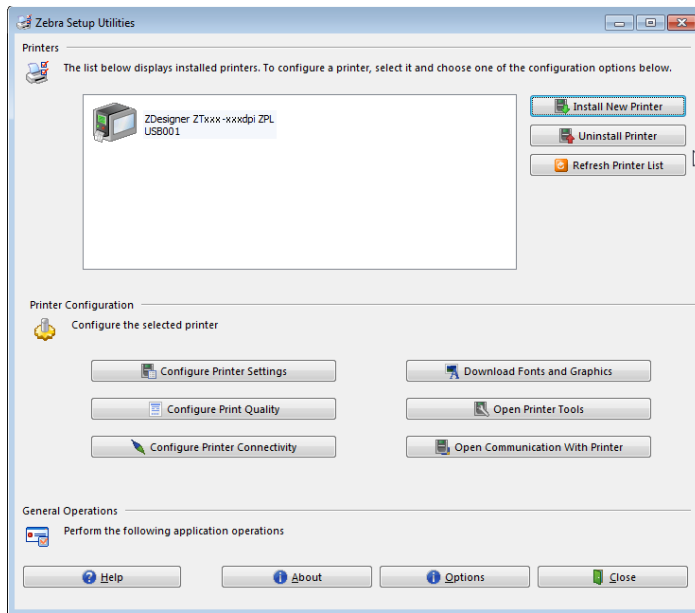 Zebra Setup Utilities
Printers
The list below displays installed printers. To configure a printer, select it and choose one of the configuration options below.
ZDesigner ZTxxx-xxxdpi ZPL
USB001
Install New Printer
Uninstall Printer
Refresh Printer List
Printer Configuration
Configure the selected printer
Configure Printer Settings
Download Fonts and Graphics
Configure Print Quality
Open Printer Tools
Configure Printer Connectivity
Open Communication With Printer
General Operations
Perform the following application operations
Help
About
Options
Close